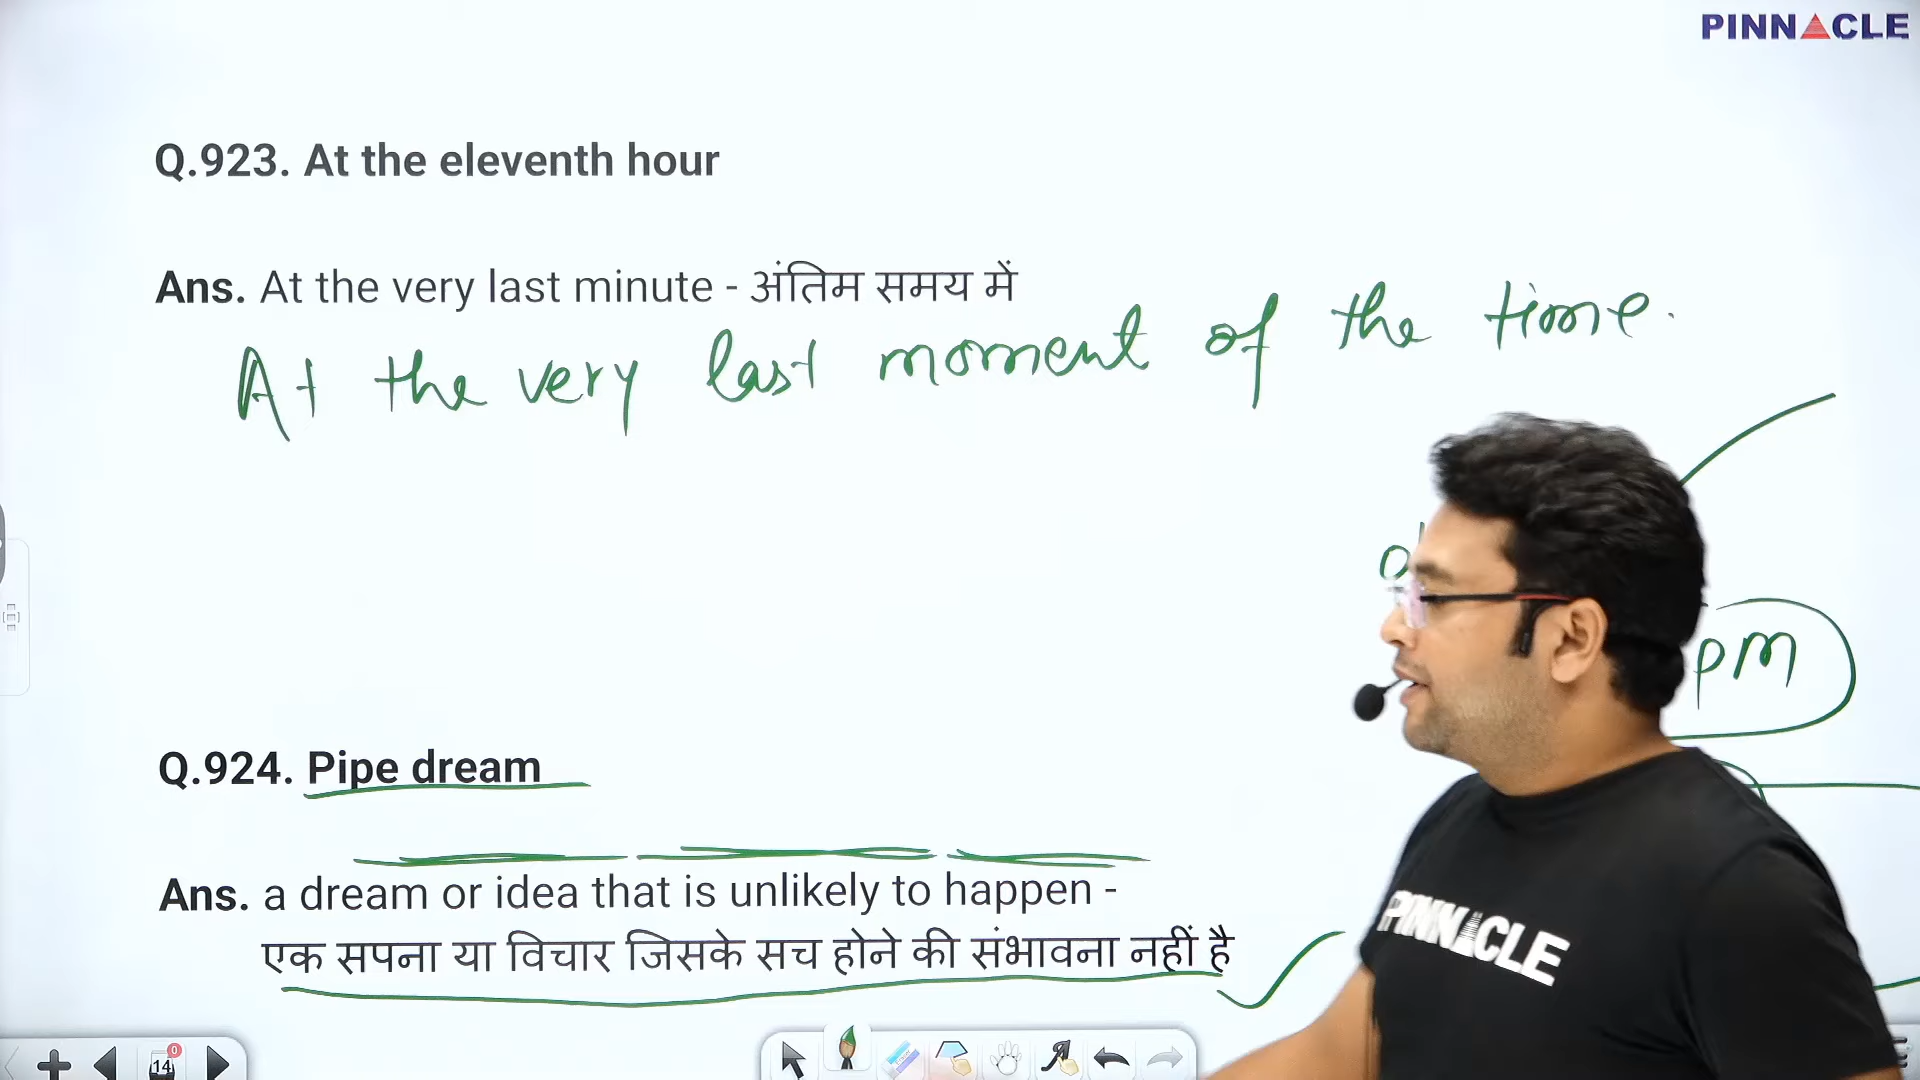 PINNACLE
Q.923. At the eleventh hour
Ans. At the very last minute - अंतिम समय में
At the very last moment of the time.
pm
Q.924. Pipe dream
Ans. a dream or idea that is unlikely to happen -
एक सपना या विचार जिसके सच होने की संभावना नहीं है
PINNACLE
14
0